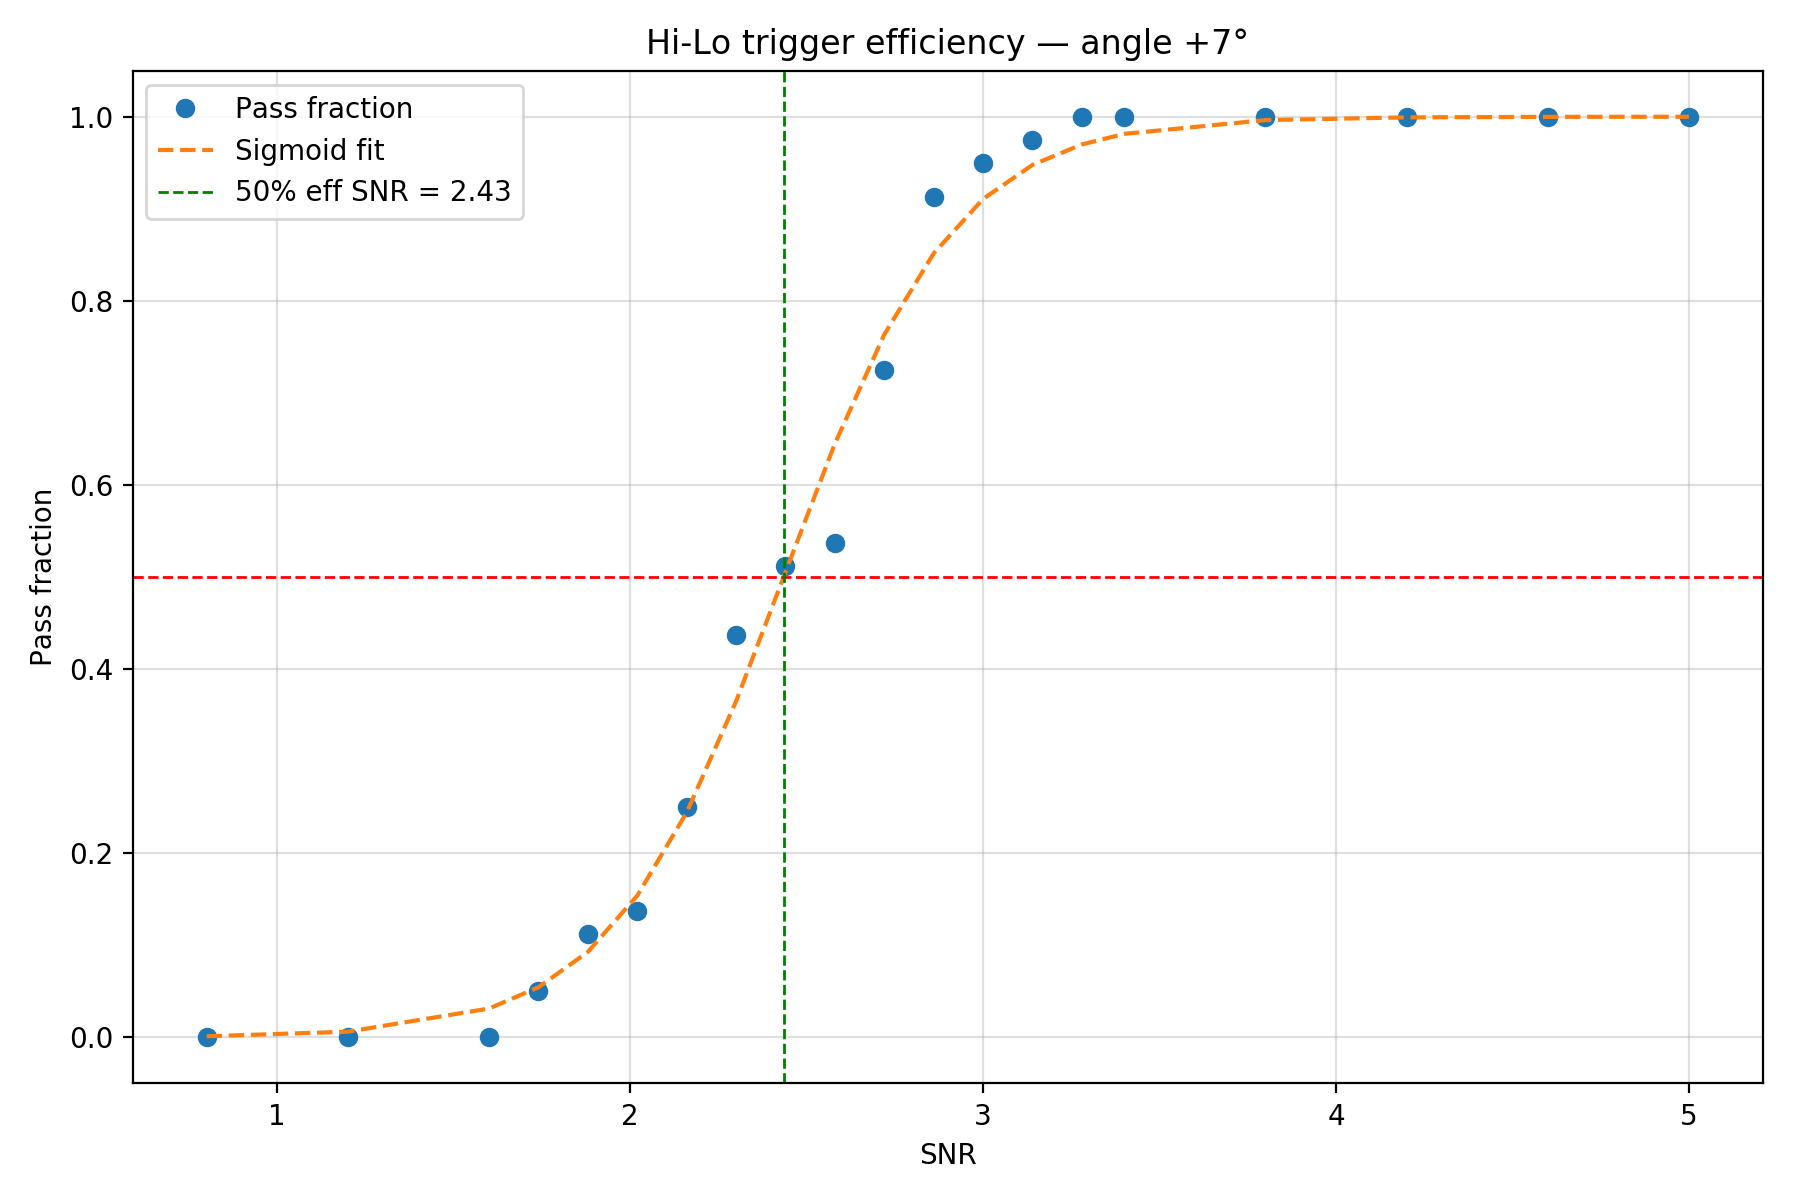 Hi-Lo trigger efficiency — angle +7°
Pass fraction
Sigmoid fit
50% eff SNR = 2.43
Pass fraction
1.0
0.8
0.6
0.4
0.2
0.0
1 2 3 4 5
SNR